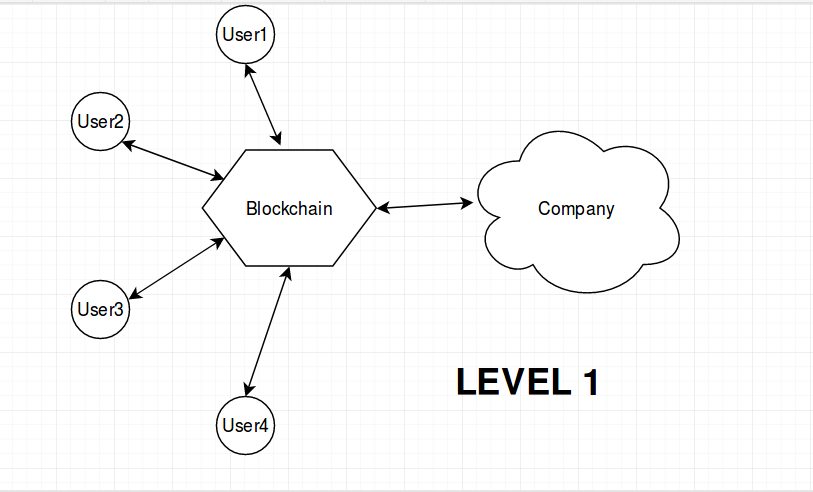 User1
User2
Blockchain
Company
User3
LEVEL 1
User4